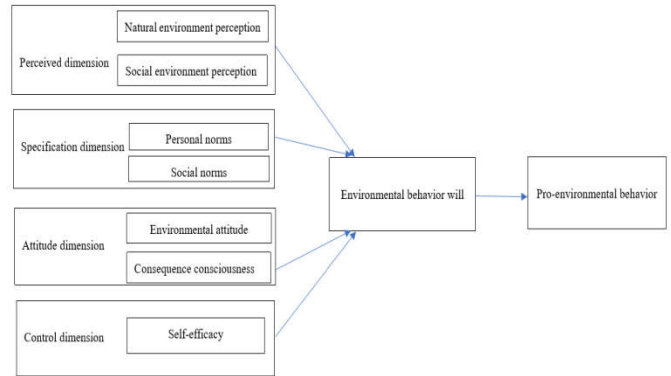 Natural environment perception
Perceived dimension
Social environment perception
Specification dimension
Personal norms
Social norms
Environmental behavior will
Pro-environmental behavior
Attitude dimension
Environmental attitude
Consequence consciousness
Control dimension
Self-efficacy